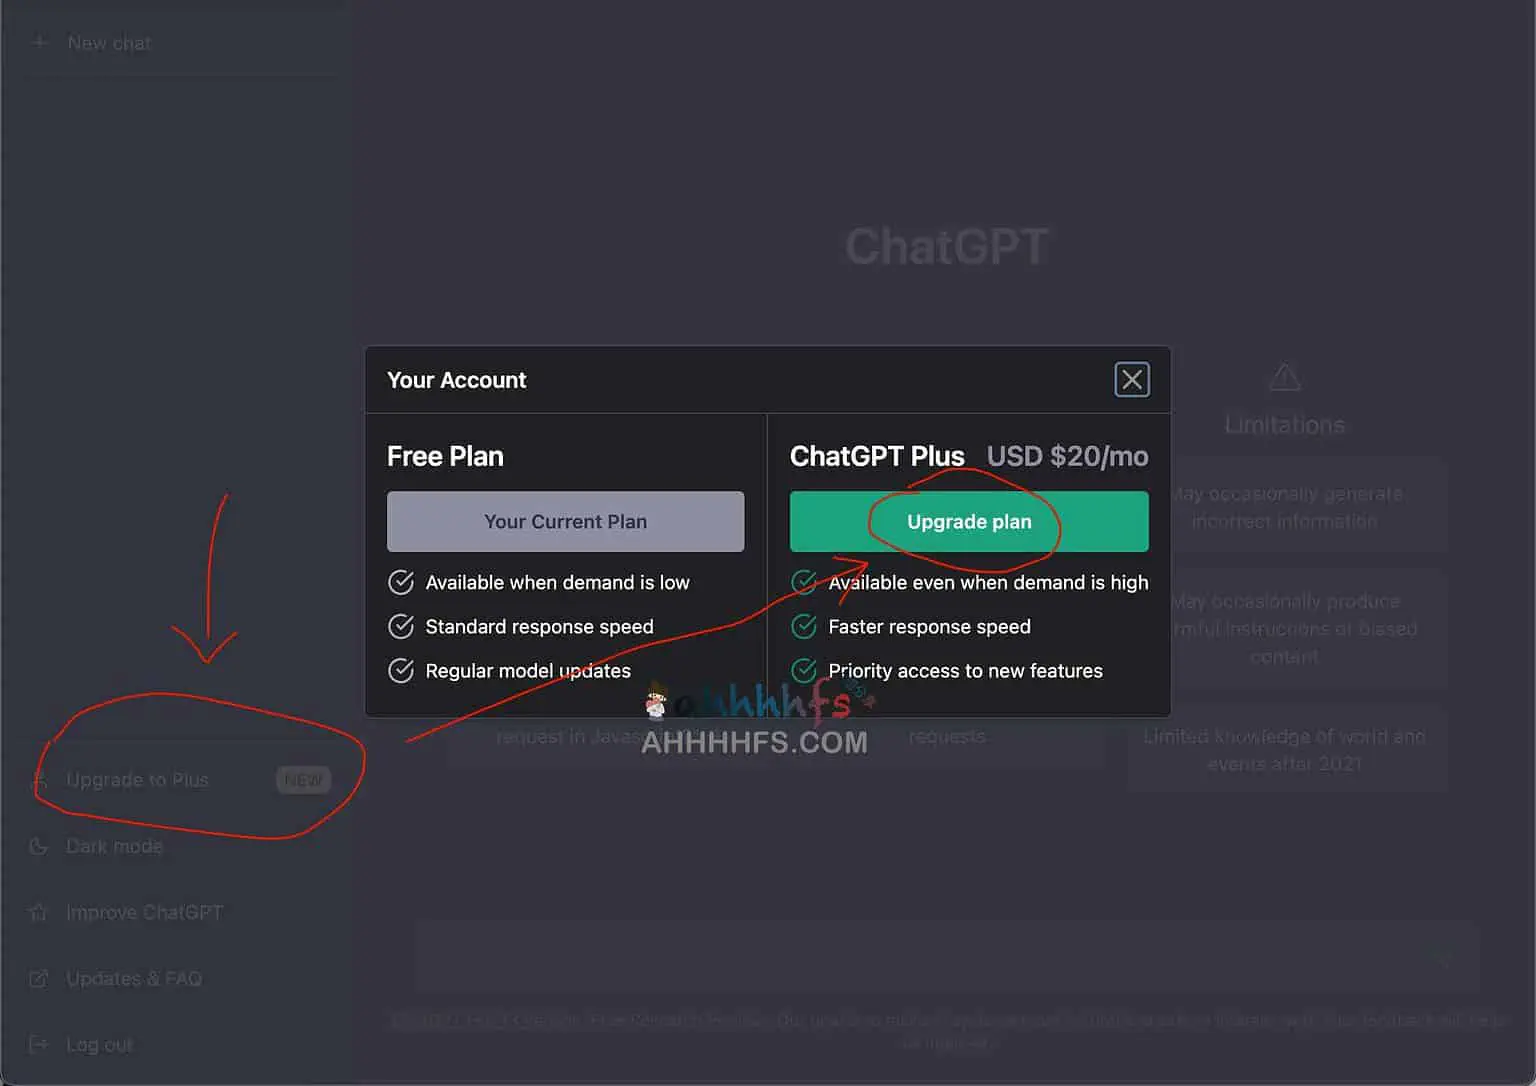 New chat
ChatGPT
Your Account
Limitations
Free Plan
ChatGPT Plus USD $20/mo
Your Current Plan
Upgrade plan
May occasionally generate
incorrect information
Available when demand is low
Available even when demand is high
Standard response speed
Faster response speed
Regular model updates
Priority access to new features
May occasionally produce
rmful instructions or biased
content
ahhhhfs
AHHHHFS.COM
request in Javas
requests
Limited knowledge of world and
events after 2021
Upgrade to Plus NEW
Dark mode
Improve ChatGPT
Updates & FAQ
Log out